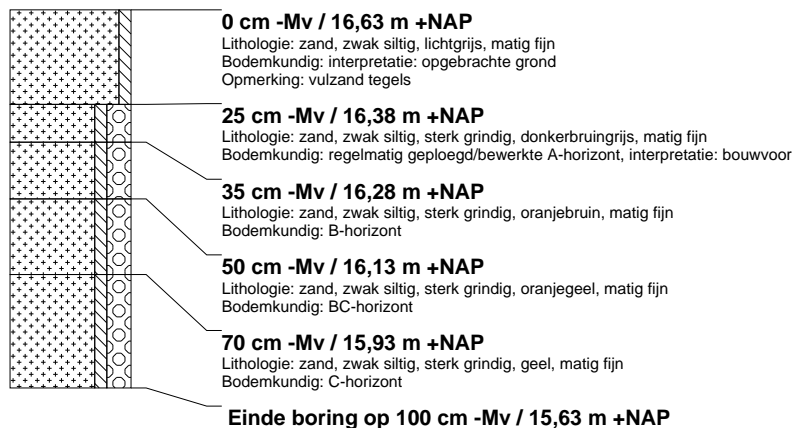 0 cm -Mv / 16,63 m +NAP
Lithologie: zand, zwak siltig, lichtgrijs, matig fijn
Bodemkundig: interpretatie: opgebrachte grond
Opmerking: vulzand tegels
25 cm -Mv / 16,38 m +NAP
Lithologie: zand, zwak siltig, sterk grindig, donkerbruingrijs, matig fijn
Bodemkundig: regelmatig geploegd/bewerkte A-horizont, interpretatie: bouwvoor
35 cm -Mv / 16,28 m +NAP
Lithologie: zand, zwak siltig, sterk grindig, oranjebruin, matig fijn
Bodemkundig: B-horizont
50 cm -Mv / 16,13 m +NAP
Lithologie: zand, zwak siltig, sterk grindig, oranjegeel, matig fijn
Bodemkundig: BC-horizont
70 cm -Mv / 15,93 m +NAP
Lithologie: zand, zwak siltig, sterk grindig, geel, matig fijn
Bodemkundig: C-horizont
Einde boring op 100 cm -Mv / 15,63 m +NAP